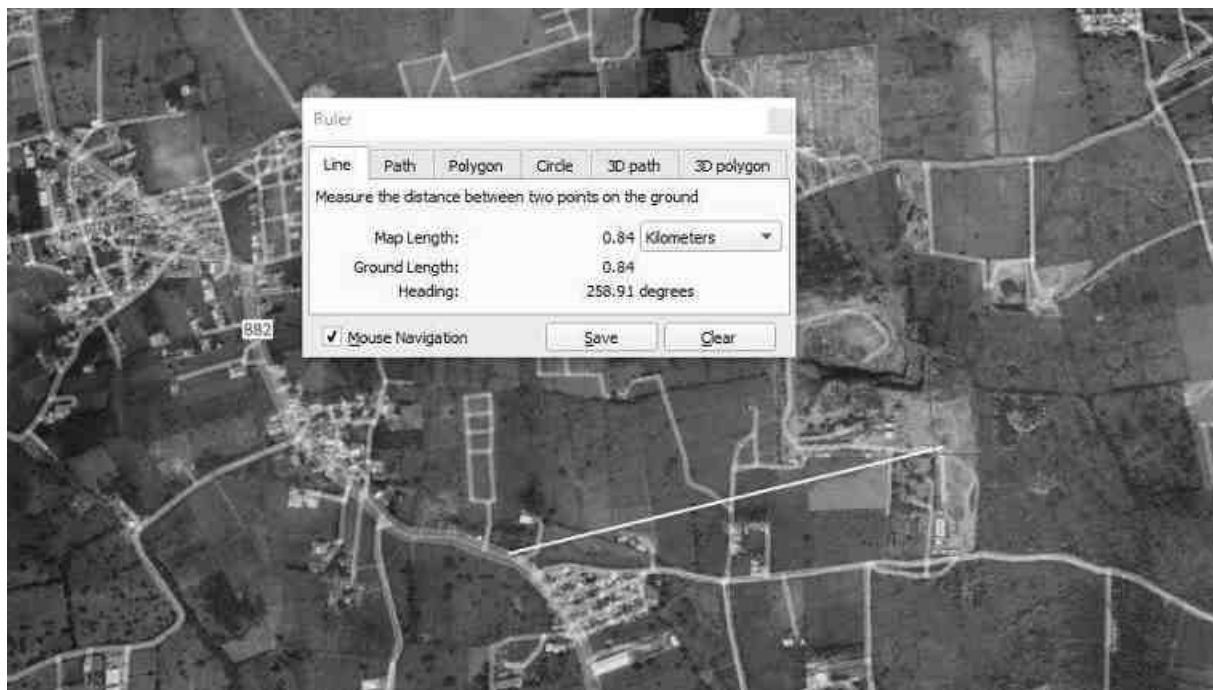 Ruler
Line Path Polygon Circle 3D path 3D polygon
Measure the distance between two points on the ground
Map Length: 0.84 Kilometers
Ground Length: 0.84
Heading: 258.91 degrees
882
Mouse Navigation Save Clear